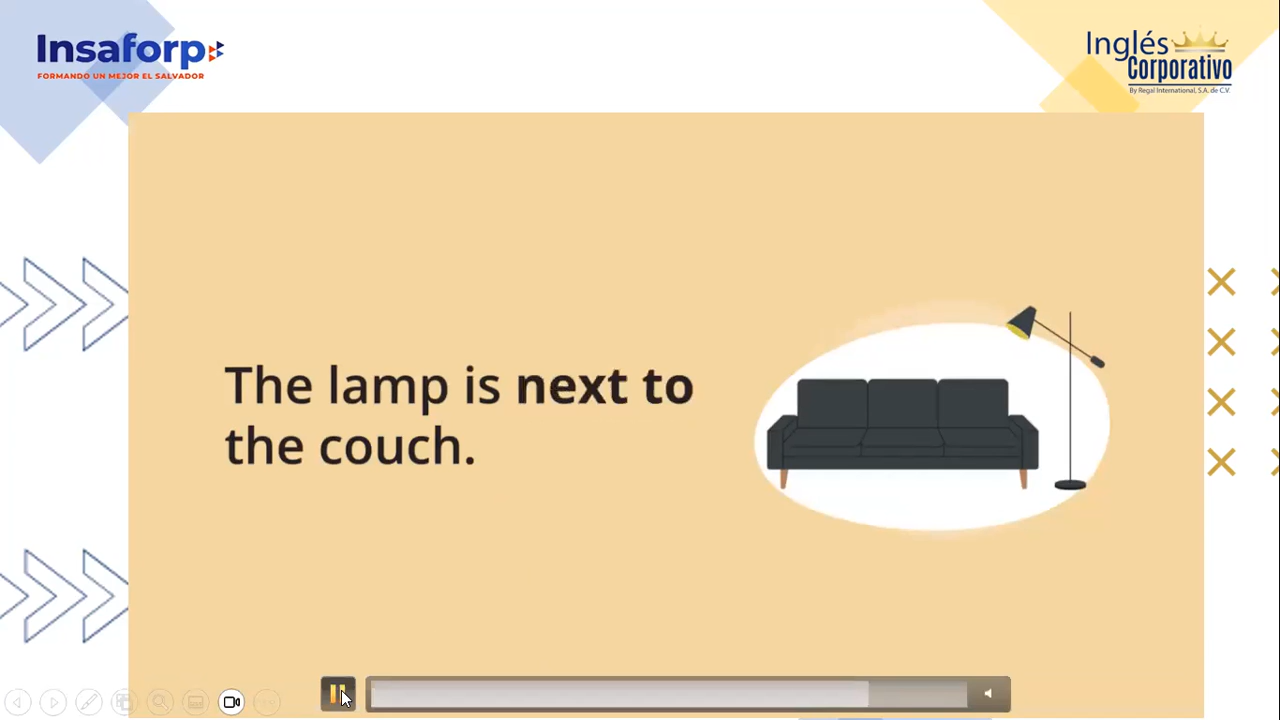 Insaforp
FORMANDO UN MEJOR EL SALVADOR
Inglés
Corporativo
By Regal International, S.A. de C.V.
The lamp is next to
the couch.